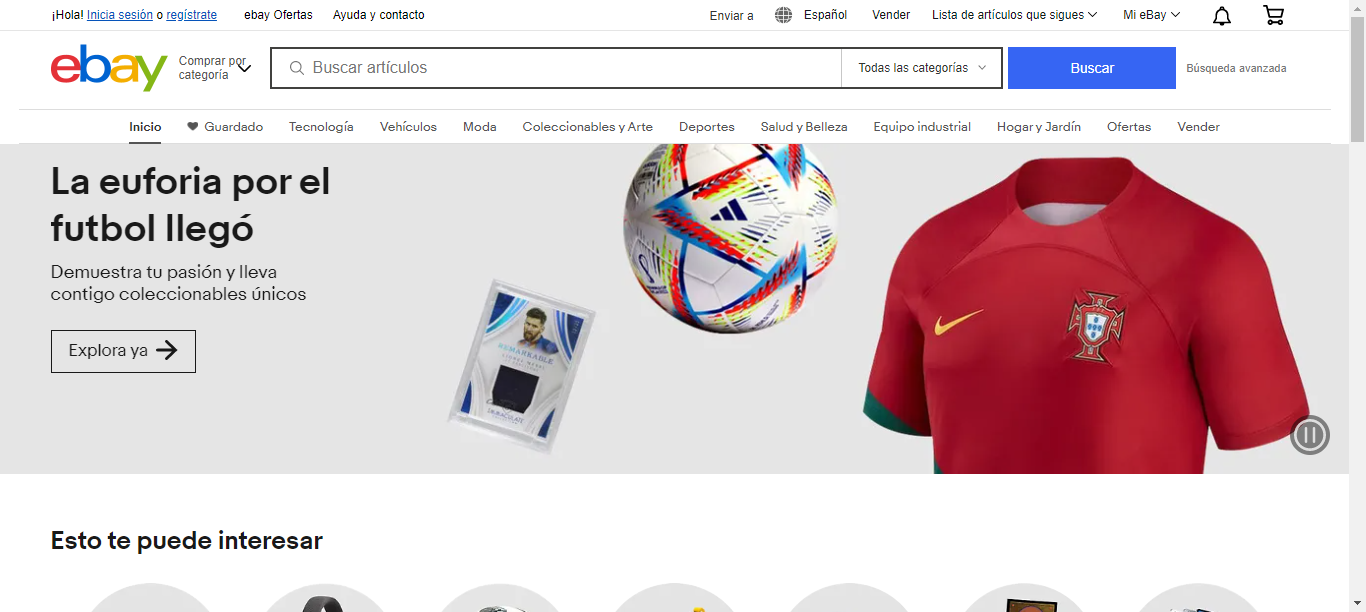 ¡Hola! Inicia sesión o regístrate ebay Ofertas Ayuda y contacto Enviar a Español Vender Lista de artículos que sigues Mi eBay
ebay Comprar por categoría Buscar artículos Todas las categorías Buscar Búsqueda avanzada
Inicio Guardado Tecnología Vehículos Moda Coleccionables y Arte Deportes Salud y Belleza Equipo industrial Hogar y Jardín Ofertas Vender
La euforia por el
futbol llegó
Demuestra tu pasión y lleva
contigo coleccionables únicos
Explora ya
REMARKABLE
IMMACULATE
Esto te puede interesar